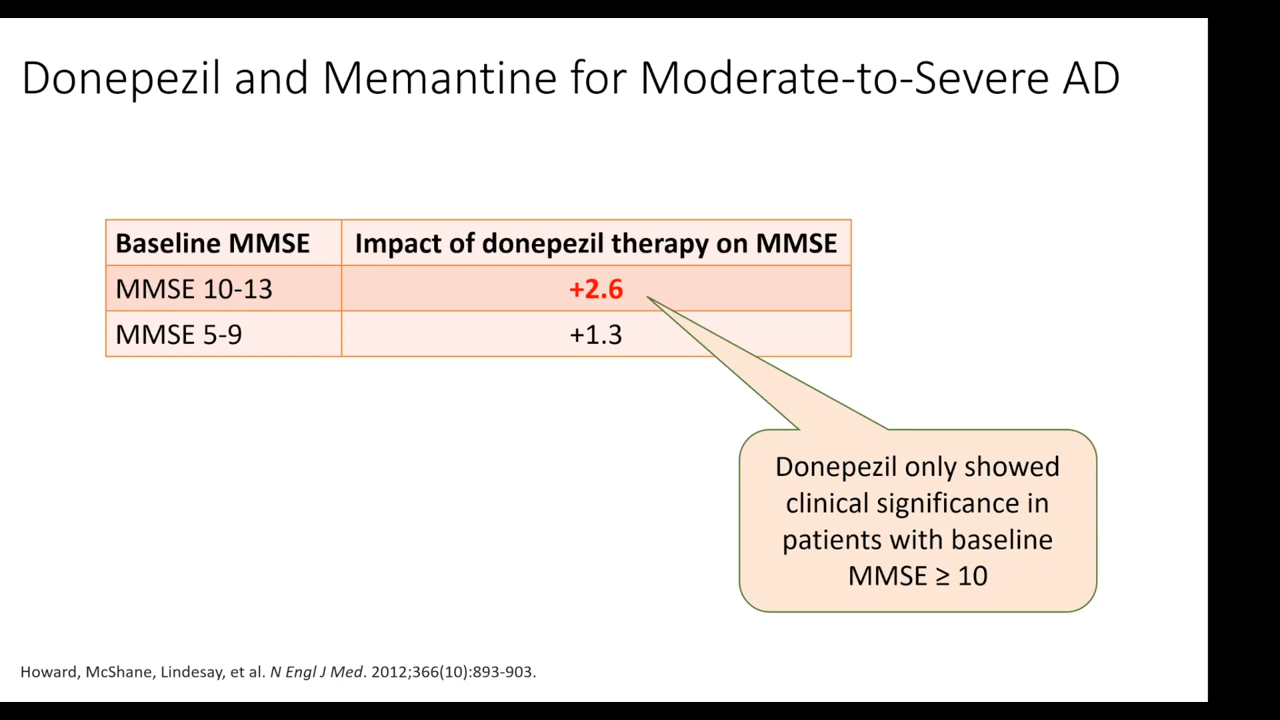 Donepezil and Memantine for Moderate-to-Severe AD
Baseline MMSE Impact of donepezil therapy on MMSE
MMSE 10-13 +2.6
MMSE 5-9 +1.3
Donepezil only showed
clinical significance in
patients with baseline
MMSE ≥ 10
Howard, McShane, Lindesay, et al. N Engl J Med. 2012;366(10):893-903.